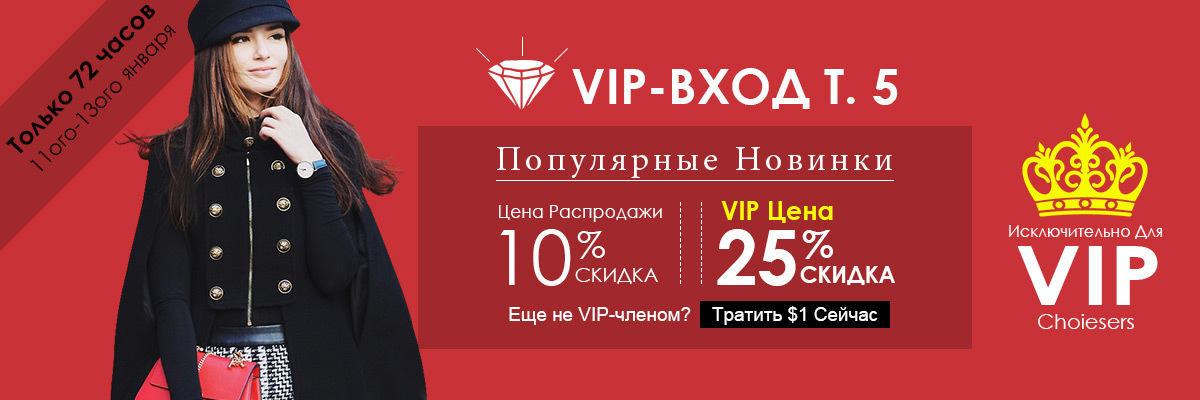 Только 72 часов
11ого-13ого января
VIP-ВХОД Т. 5
Популярные Новинки
Цена Распродажи
10% СКИДКА
VIP Цена
25% СКИДКА
Еще не VIP-членом?
Тратить $1 Сейчас
Исключительно Для
VIP
Choiesers